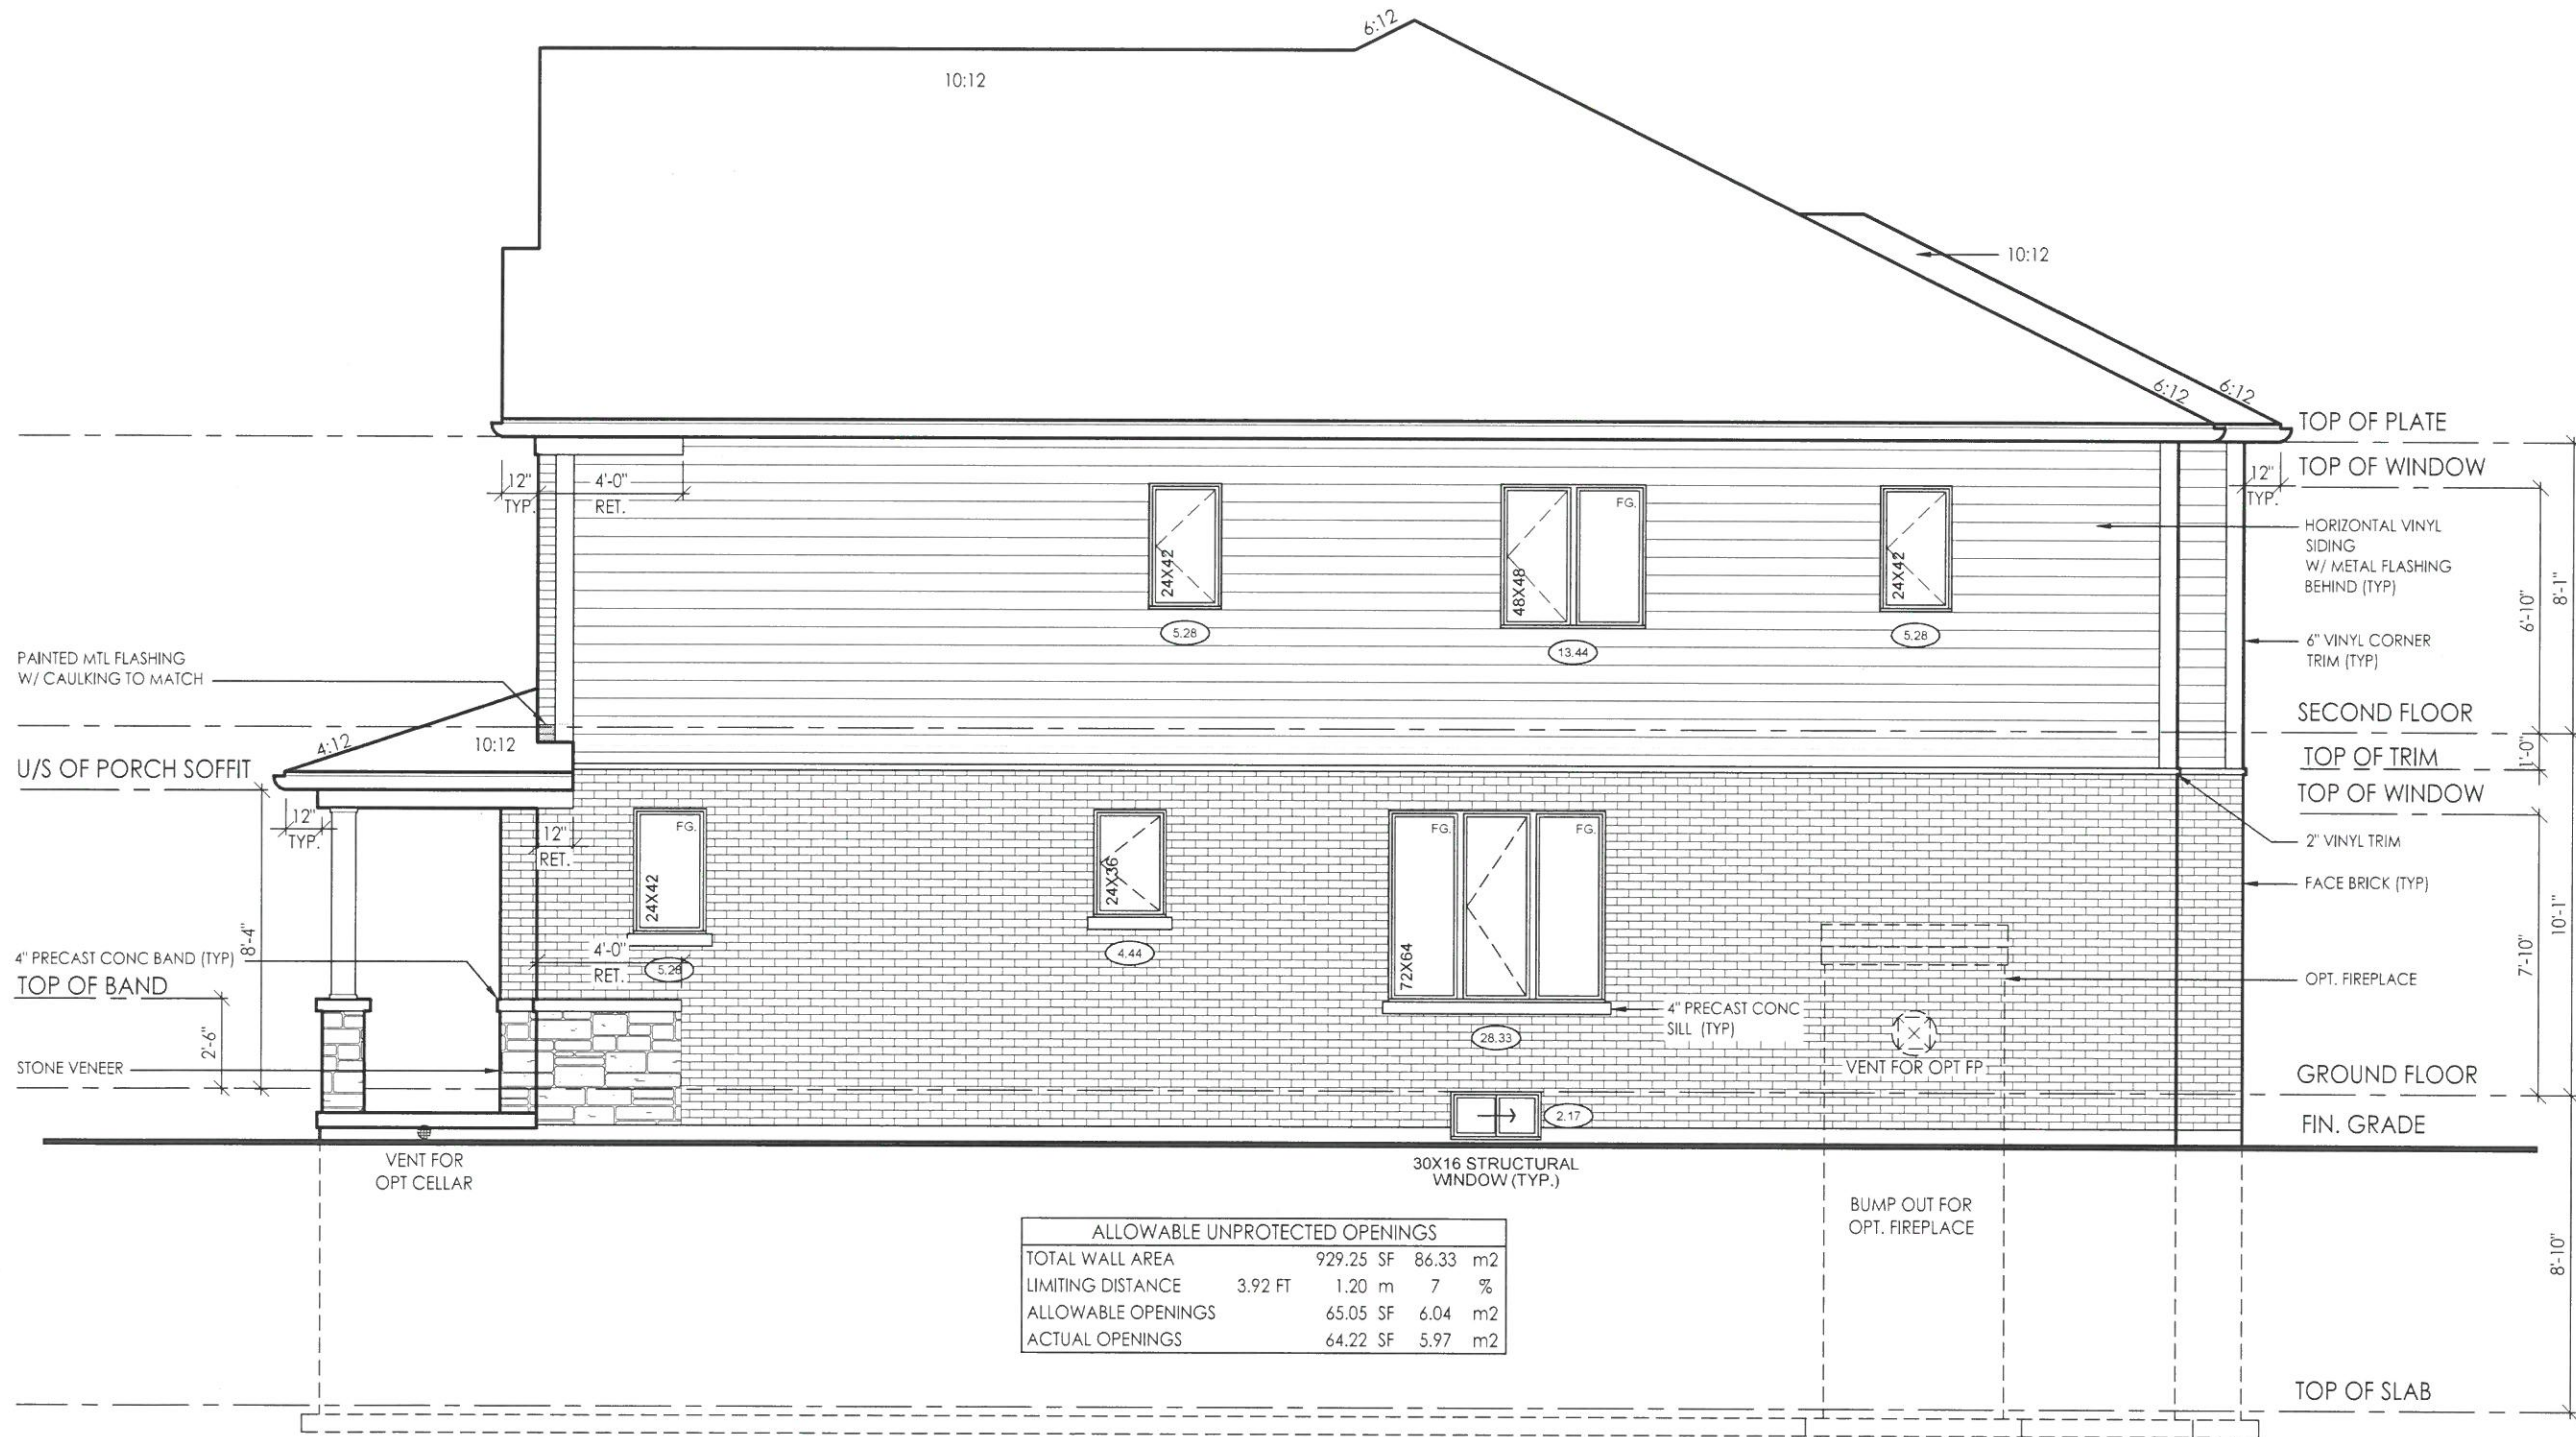 6:12
10:12
10:12
6:12
6:12
TOP OF PLATE
12"
TYP.
4'-0"
RET.
12"
TYP.
TOP OF WINDOW
FG.
24X42
48X48
24X42
HORIZONTAL VINYL
SIDING
W/ METAL FLASHING
BEHIND (TYP)
6'-10"
8'-1"
5.28
13.44
5.28
6" VINYL CORNER
TRIM (TYP)
PAINTED MTL FLASHING
W/ CAULKING TO MATCH
SECOND FLOOR
4:12
10:12
TOP OF TRIM
1'-0"
U/S OF PORCH SOFFIT
TOP OF WINDOW
12"
TYP.
12"
RET.
FG.
24X42
24X36
FG.
FG.
72X64
2" VINYL TRIM
FACE BRICK (TYP)
10'-1"
7'-10"
8'-4"
4'-0"
RET.
5.28
4.44
4" PRECAST CONC BAND (TYP)
TOP OF BAND
OPT. FIREPLACE
4" PRECAST CONC
SILL (TYP)
28.33
2'-6"
STONE VENEER
VENT FOR OPT FP
GROUND FLOOR
2.17
FIN. GRADE
VENT FOR
OPT CELLAR
30X16 STRUCTURAL
WINDOW (TYP.)
BUMP OUT FOR
OPT. FIREPLACE
8'-10"
ALLOWABLE UNPROTECTED OPENINGS
TOTAL WALL AREA 929.25 SF 86.33 m2
LIMITING DISTANCE 3.92 FT 1.20 m 7 %
ALLOWABLE OPENINGS 65.05 SF 6.04 m2
ACTUAL OPENINGS 64.22 SF 5.97 m2
TOP OF SLAB